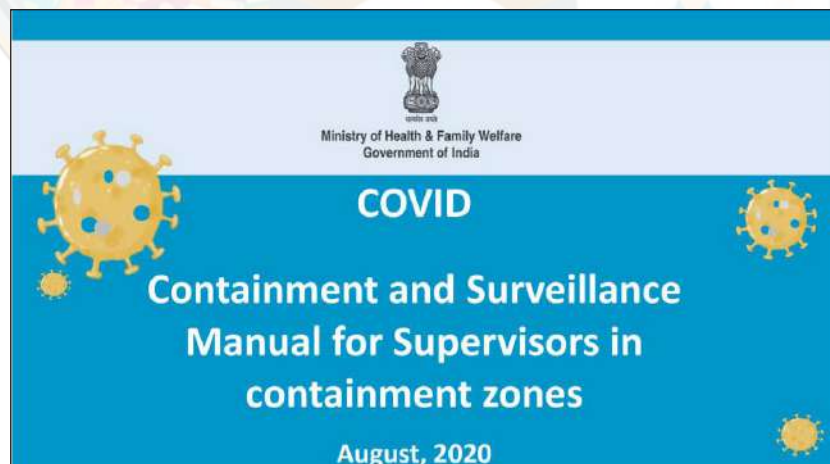 Ministry of Health & Family Welfare
Government of India
COVID
Containment and Surveillance
Manual for Supervisors in
containment zones
August, 2020